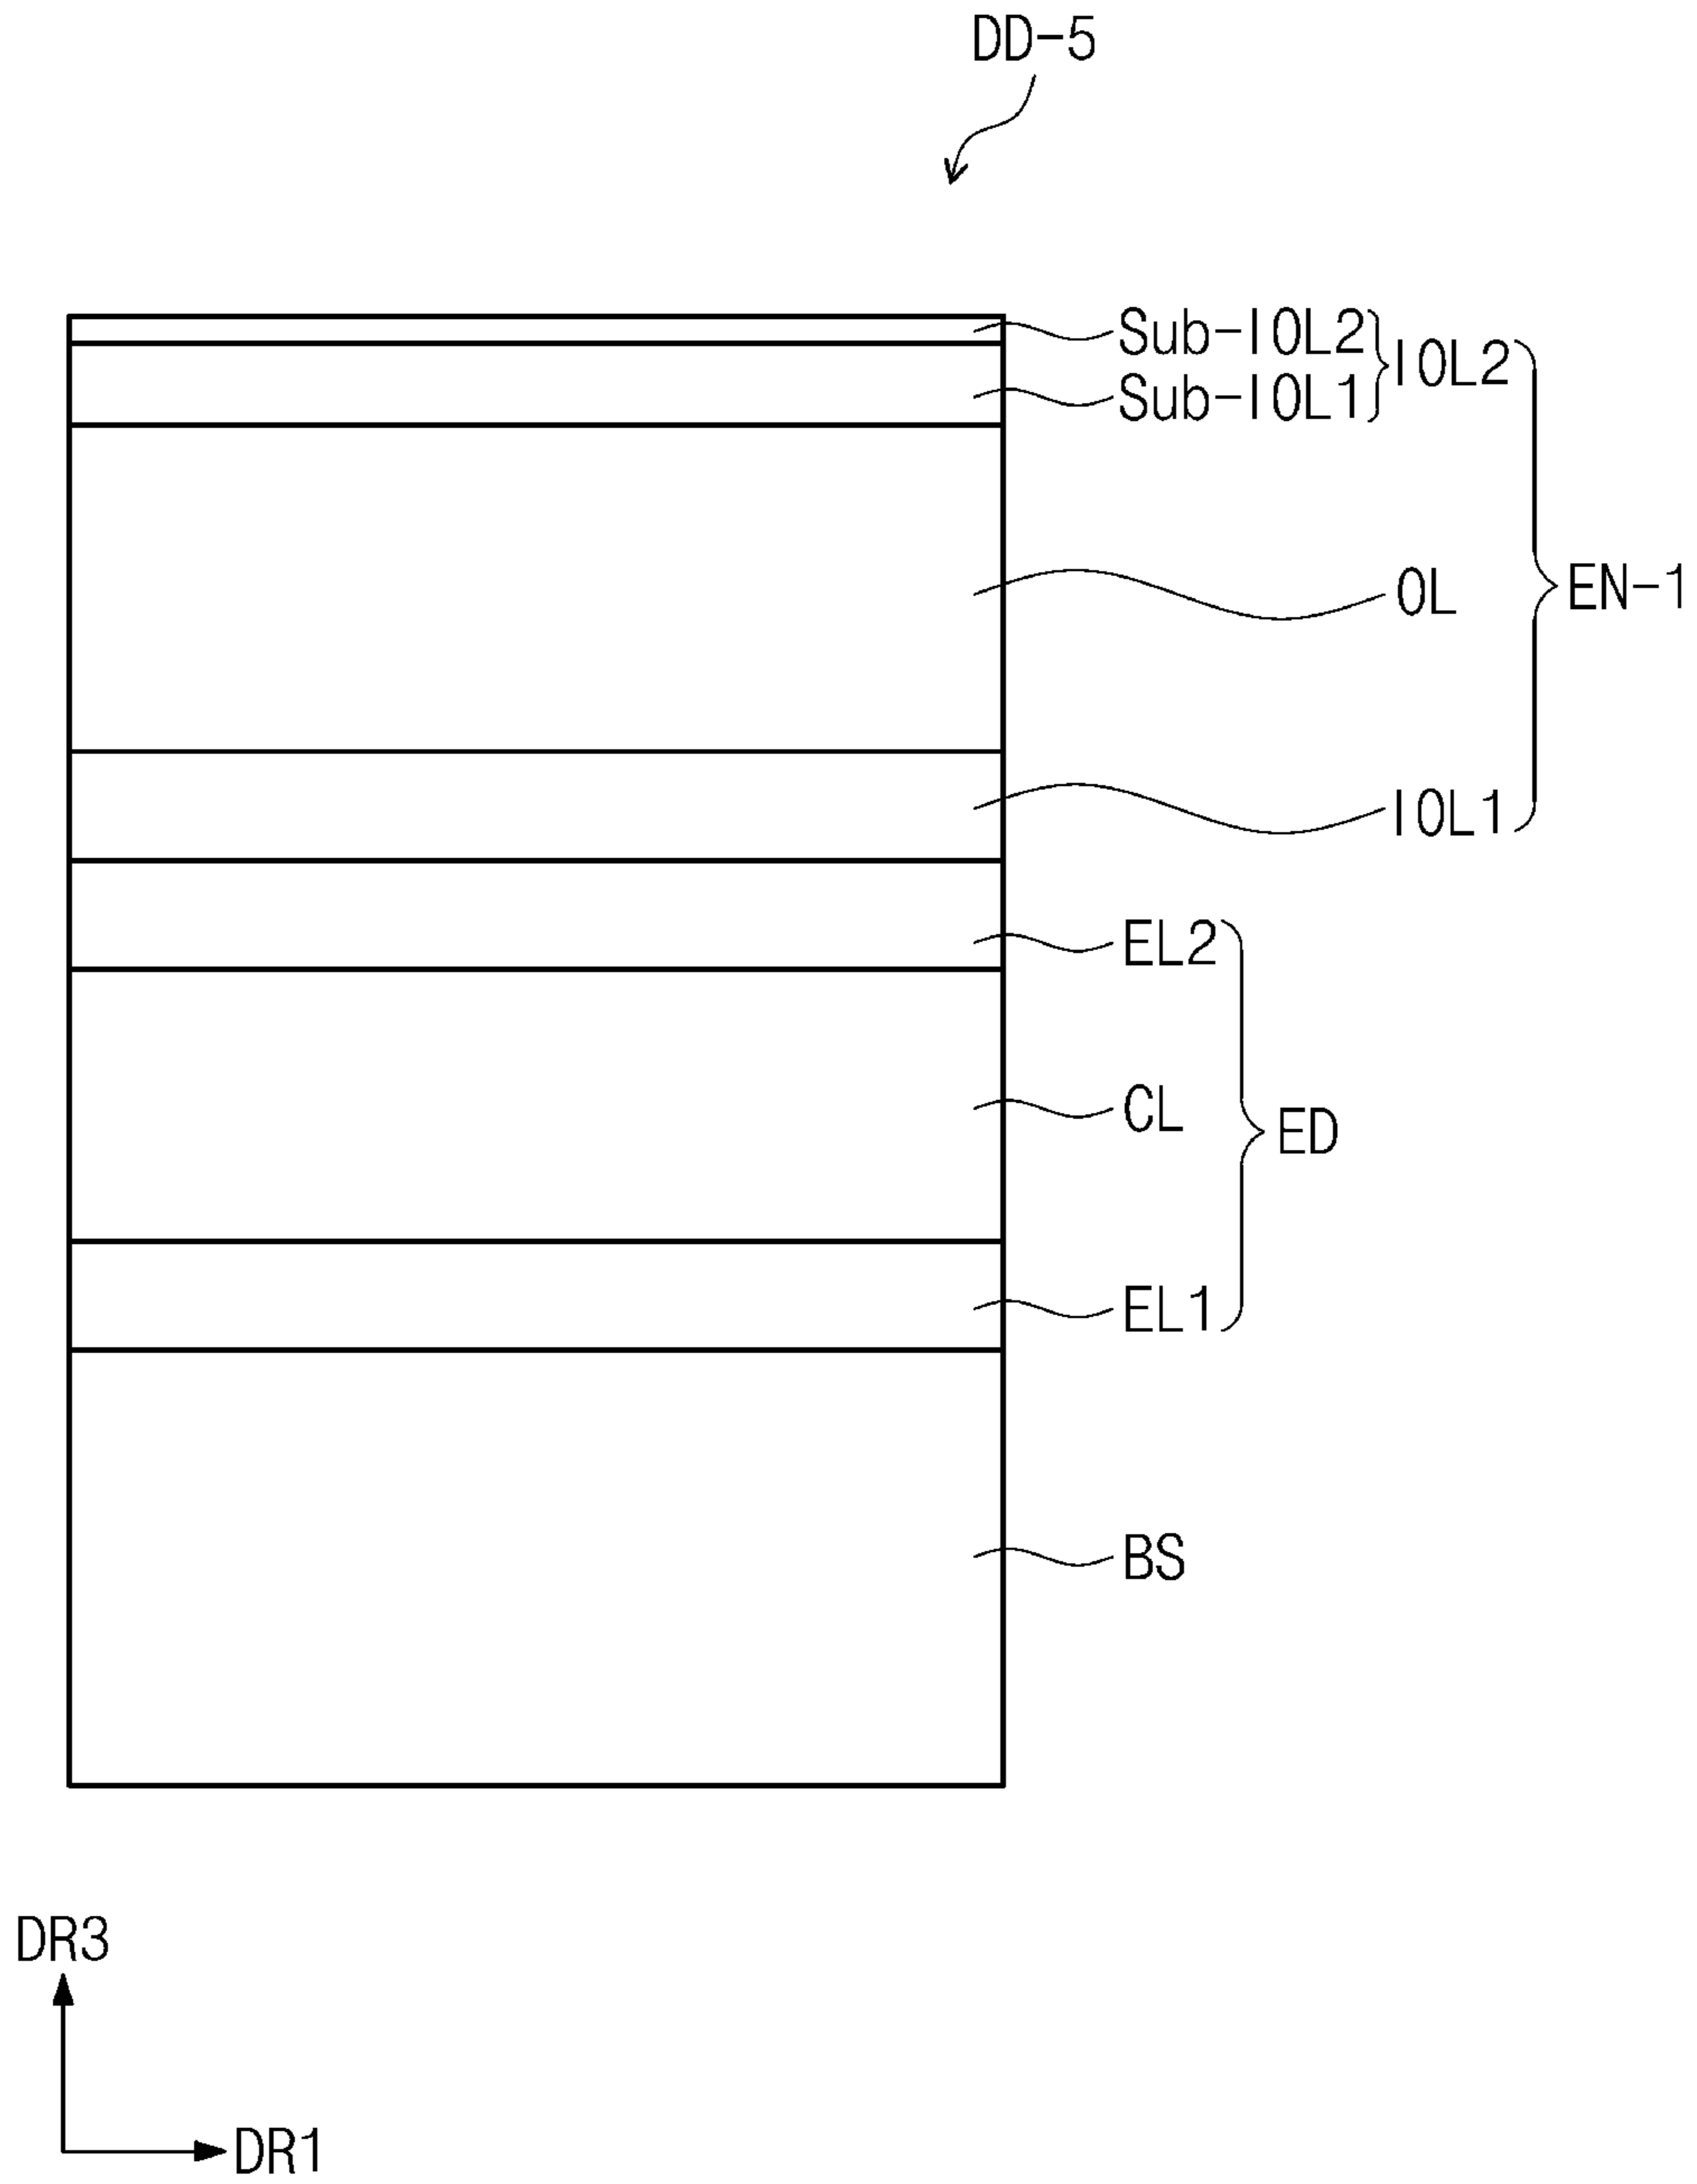 DD-5
Sub-IOL2
IOL2
Sub-IOL1
OL
EN-1
IOL1
EL2
CL
ED
EL1
BS
DR3
DR1